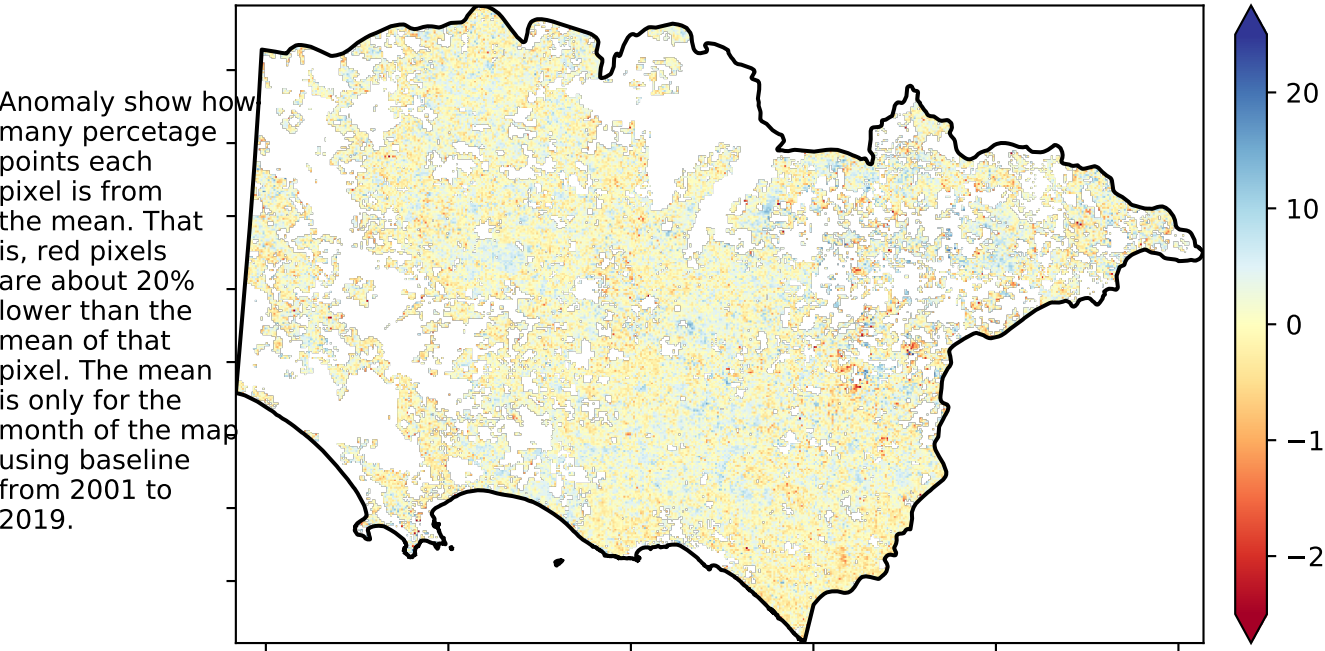 Anomaly show how
many percetage
points each
pixel is from
the mean. That
is, red pixels
are about 20%
lower than the
mean of that
pixel. The mean
is only for the
month of the map
using baseline
from 2001 to
2019.
20
10
0
−1
−2